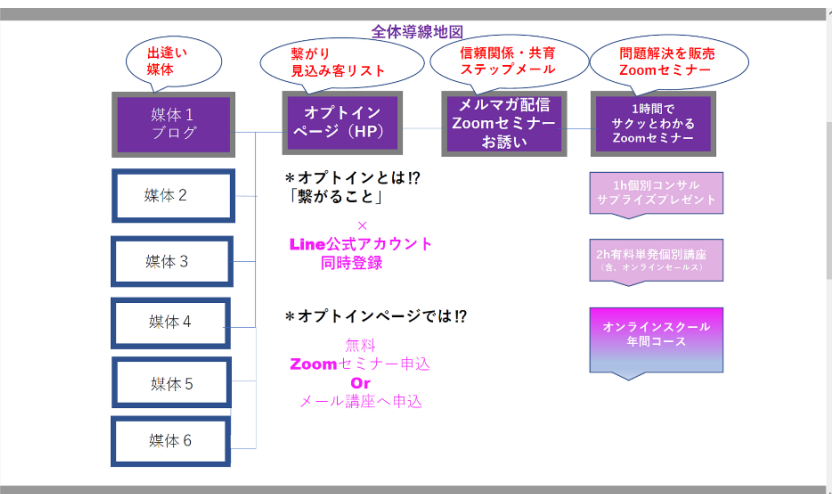 全体導線地図
出逢い
媒体
繋がり
見込み客リスト
信頼関係・共育
ステップメール
問題解決を販売
Zoomセミナー
媒体1
ブログ
オプトイン
ページ（HP）
メルマガ配信
Zoomセミナー
お誘い
1時間で
サクッとわかる
Zoomセミナー
媒体2
媒体3
媒体4
媒体5
媒体6
＊オプトインとは⁉
「繋がること」
×
Line公式アカウント
同時登録
＊オプトインページでは⁉
無料
Zoomセミナー申込
Or
メール講座へ申込
1h個別コンサル
サプライズプレゼント
2h有料単発個別講座
（含、オンラインセールス）
オンラインスクール
年間コース